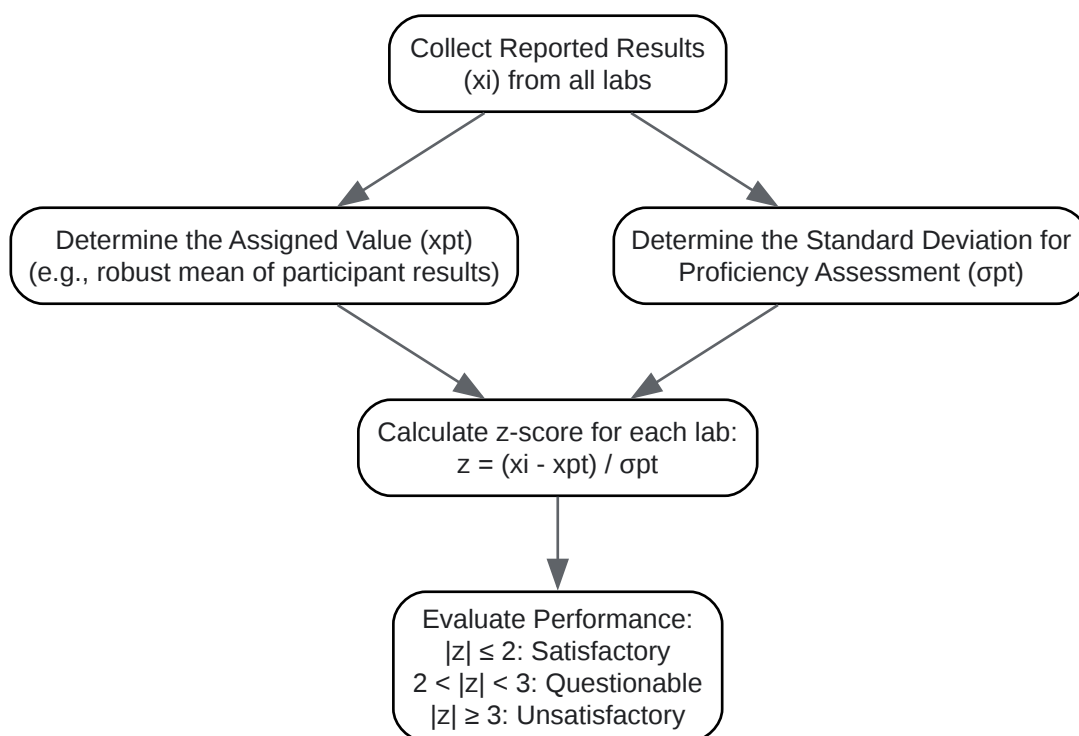 Collect Reported Results
(xi) from all labs
Determine the Assigned Value (xpt)
(e.g., robust mean of participant results)
Determine the Standard Deviation for
Proficiency Assessment (σpt)
Calculate z-score for each lab:
z = (xi - xpt) / σpt
Evaluate Performance:
|z| ≤ 2: Satisfactory
2 < |z| < 3: Questionable
|z| ≥ 3: Unsatisfactory